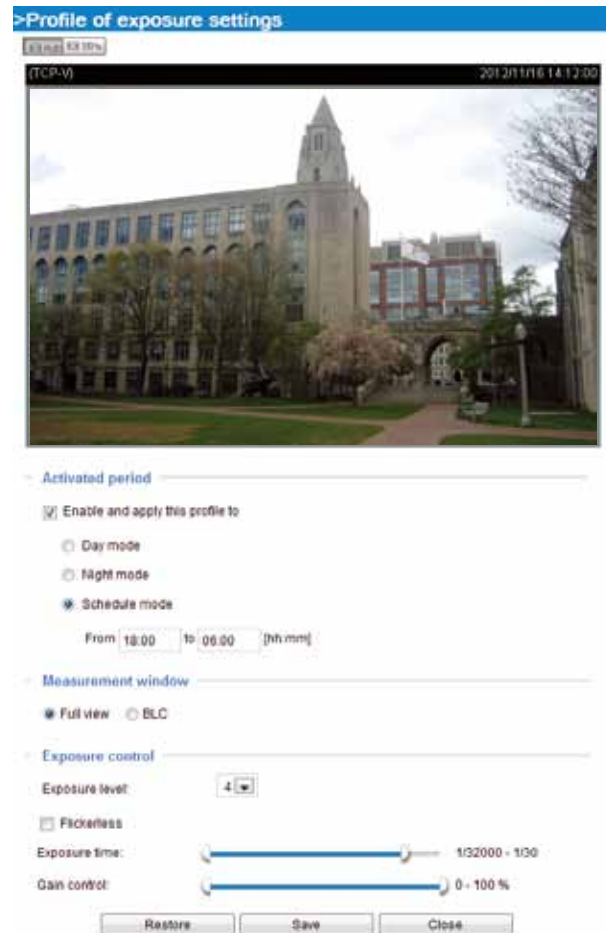 >Profile of exposure settings
(TCP-V) 2012/11/16 14:12:00
Activated period
Enable and apply this profile to
Day mode
Night mode
Schedule mode
From 18:00 to 06:00 [hh:mm]
Measurement window
Full view BLC
Exposure control
Exposure level: 4
Flickerless
Exposure time: 1/32000 - 1/30
Gain control: 0 - 100 %
Restore Save Close